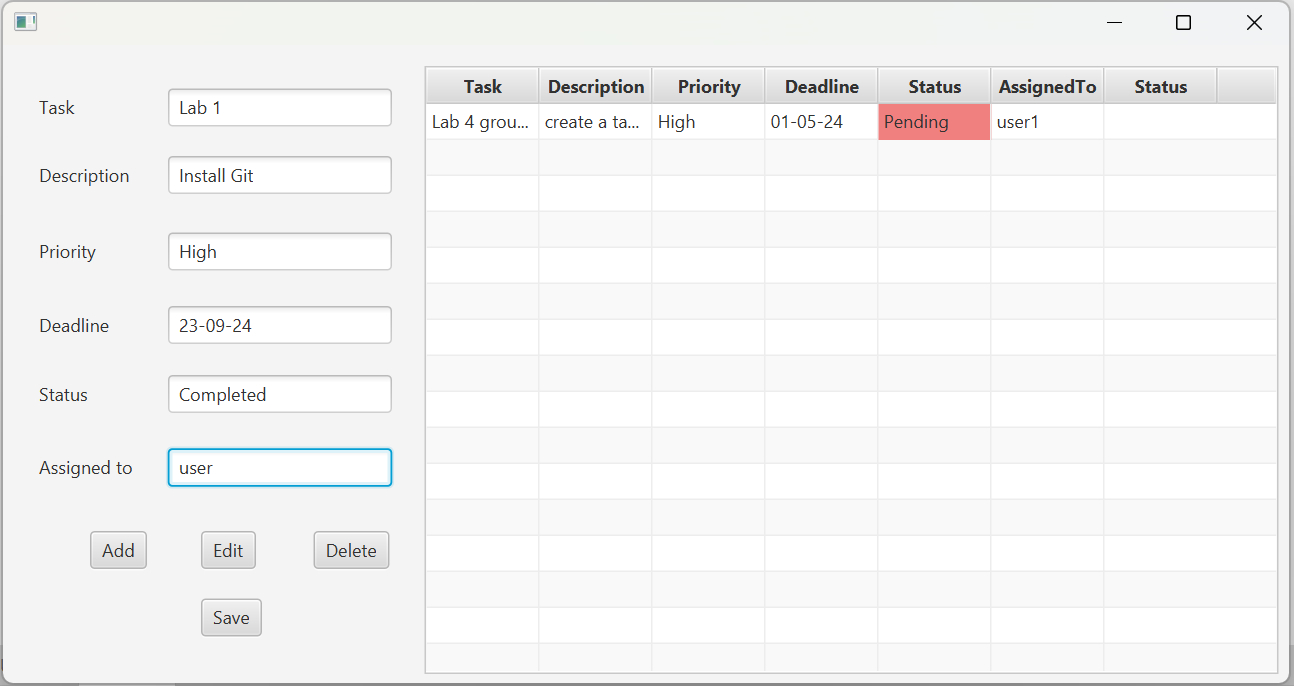 Task Lab 1
Description Install Git
Priority High
Deadline 23-09-24
Status Completed
Assigned to user
Add Edit Delete
Save
Task Description Priority Deadline Status AssignedTo Status
Lab 4 grou... create a ta... High 01-05-24 Pending user1